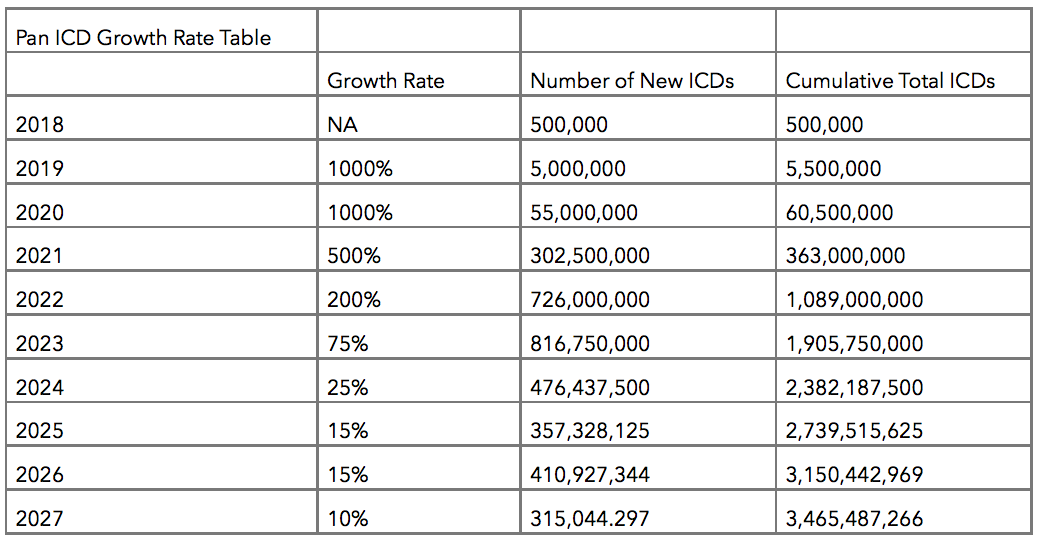 Pan ICD Growth Rate Table
Growth Rate Number of New ICDs Cumulative Total ICDs
2018 NA 500,000 500,000
2019 1000% 5,000,000 5,500,000
2020 1000% 55,000,000 60,500,000
2021 500% 302,500,000 363,000,000
2022 200% 726,000,000 1,089,000,000
2023 75% 816,750,000 1,905,750,000
2024 25% 476,437,500 2,382,187,500
2025 15% 357,328,125 2,739,515,625
2026 15% 410,927,344 3,150,442,969
2027 10% 315,044.297 3,465,487,266